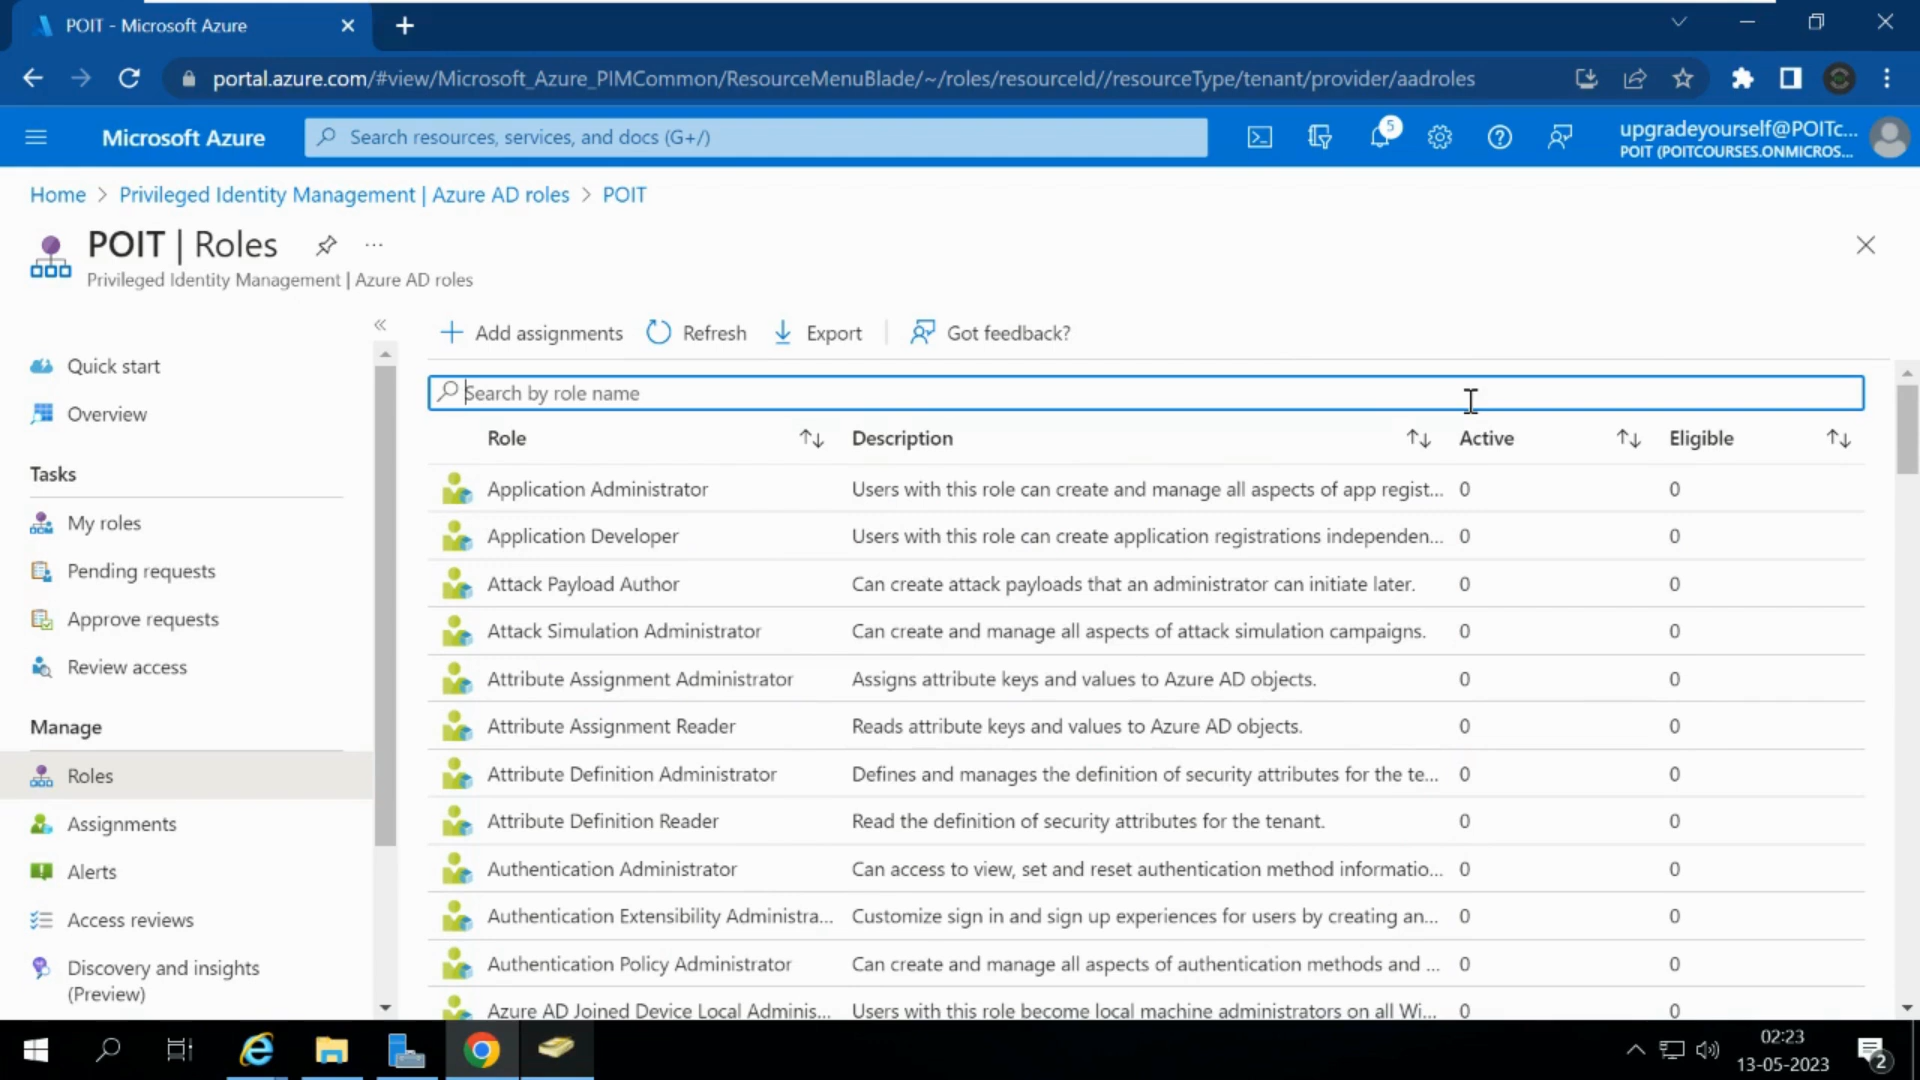 POIT - Microsoft Azure
portal.azure.com/#view/Microsoft_Azure_PIMCommon/ResourceMenuBlade/~/roles/resourceId//resourceType/tenant/provider/aadroles
Microsoft Azure
Search resources, services, and docs (G+/)
5
upgradeyourself@POITc...
POIT (POITCOURSES.ONMICROS...
Home > Privileged Identity Management | Azure AD roles > POIT
POIT | Roles
Privileged Identity Management | Azure AD roles
Quick start
Overview
Tasks
My roles
Pending requests
Approve requests
Review access
Manage
Roles
Assignments
Alerts
Access reviews
Discovery and insights
(Preview)
Add assignments Refresh Export Got feedback?
Search by role name
Role Description Active Eligible
Application Administrator Users with this role can create and manage all aspects of app regist... 0 0
Application Developer Users with this role can create application registrations independen... 0 0
Attack Payload Author Can create attack payloads that an administrator can initiate later. 0 0
Attack Simulation Administrator Can create and manage all aspects of attack simulation campaigns. 0 0
Attribute Assignment Administrator Assigns attribute keys and values to Azure AD objects. 0 0
Attribute Assignment Reader Reads attribute keys and values to Azure AD objects. 0 0
Attribute Definition Administrator Defines and manages the definition of security attributes for the te... 0 0
Attribute Definition Reader Read the definition of security attributes for the tenant. 0 0
Authentication Administrator Can access to view, set and reset authentication method informatio... 0 0
Authentication Extensibility Administra... Customize sign in and sign up experiences for users by creating an... 0 0
Authentication Policy Administrator Can create and manage all aspects of authentication methods and ... 0 0
Azure AD Joined Device Local Adminis... Users with this role become local machine administrators on all Wi... 0 0
02:23
13-05-2023
2